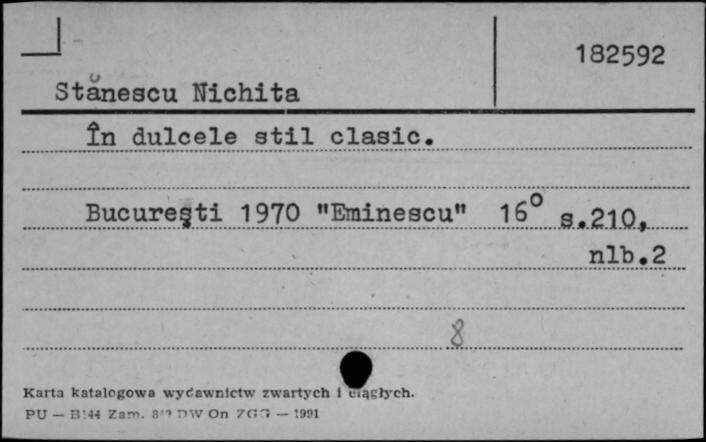 182592
Stănescu Nichita
În dulcele stil clasic.
București 1970 "Eminescu" 16° s.210,
nlb.2
8
Karta katalogowa wydawnictw zwartych i ciągłych.
PU — B144 Zam. DW On ZGG — 1991